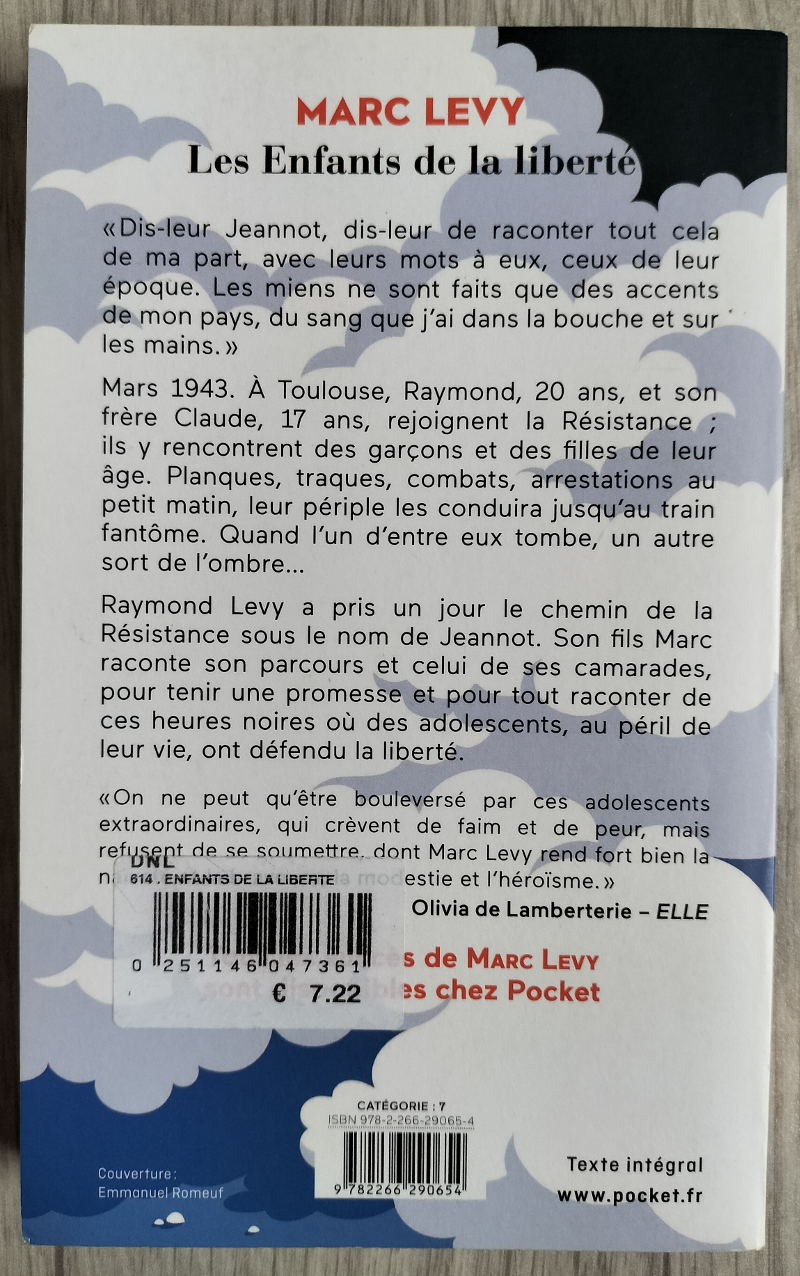 MARC LEVY
Les Enfants de la liberté
«Dis-leur Jeannot, dis-leur de raconter tout cela
de ma part, avec leurs mots à eux, ceux de leur
époque. Les miens ne sont faits que des accents
de mon pays, du sang que j'ai dans la bouche et sur
les mains.»
Mars 1943. À Toulouse, Raymond, 20 ans, et son
frère Claude, 17 ans, rejoignent la Résistance ;
ils y rencontrent des garçons et des filles de leur
âge. Planques, traques, combats, arrestations au
petit matin, leur périple les conduira jusqu'au train
fantôme. Quand l'un d'entre eux tombe, un autre
sort de l'ombre...
Raymond Levy a pris un jour le chemin de la
Résistance sous le nom de Jeannot. Son fils Marc
raconte son parcours et celui de ses camarades,
pour tenir une promesse et pour tout raconter de
ces heures noires où des adolescents, au péril de
leur vie, ont défendu la liberté.
«On ne peut qu'être bouleversé par ces adolescents
extraordinaires, qui crèvent de faim et de peur, mais
refusent de se soumettre, dont Marc Levy rend fort bien la
la modestie et l'héroïsme.»
Olivia de Lamberterie – ELLE
DNL
614 . ENFANTS DE LA LIBERTE
0 251146 047361
€ 7.22
de MARC LEVY
sont chez Pocket
CATÉGORIE : 7
ISBN 978-2-266-29065-4
9 782266 290654
Couverture :
Emmanuel Romeuf
Texte intégral
www.pocket.fr